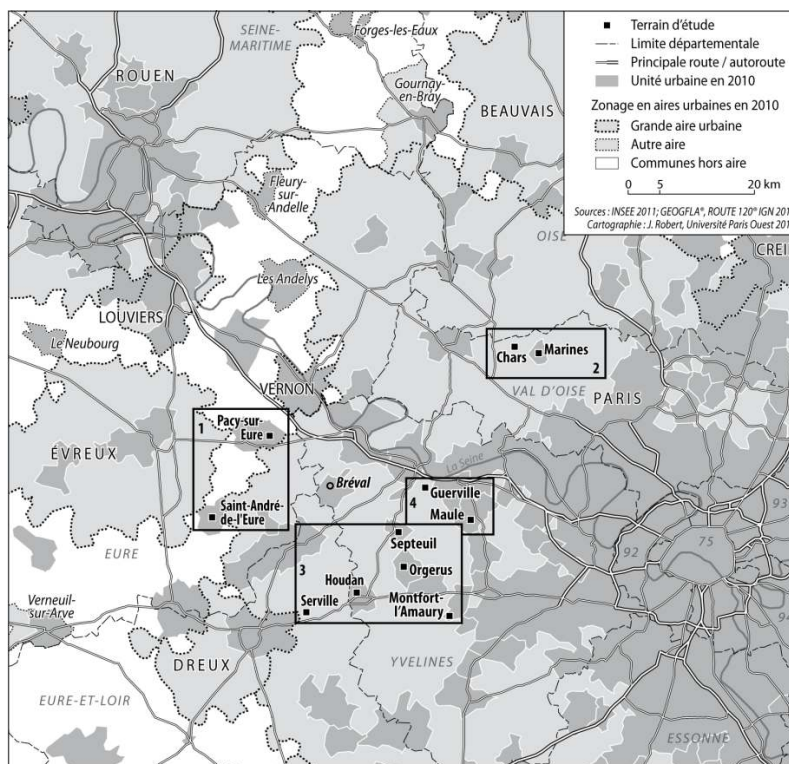 SEINE-
MARITIME
Forges-les-Eaux
ROUEN
Gournay-
en-Bray
BEAUVAIS
Fleury-
sur-
Andelle
OISE
CREIL
Les Andelys
LOUVIERS
Le Neubourg
VERNON
Chars
Marines
2
VAL D'OISE
PARIS
1
Pacy-sur-
Eure
ÉVREUX
Saint-André-
de-l'Eure
EURE
Bréval
La Seine
4
Guerville
Maule
93
92
75
94
3
Septeuil
Orgerus
Houdan
Serville
Montfort-
l'Amaury
Verneuil-
sur-Arve
DREUX
YVELINES
EURE-ET-LOIR
ESSONNE
Terrain d'étude
Limite départementale
Principale route / autoroute
Unité urbaine en 2010
Zonage en aires urbaines en 2010
Grande aire urbaine
Autre aire
Communes hors aire
0 5 20 km
Sources : INSEE 2011; GEOGFLA®, ROUTE 120® IGN
Cartographie : J. Robert, Université Paris Ouest